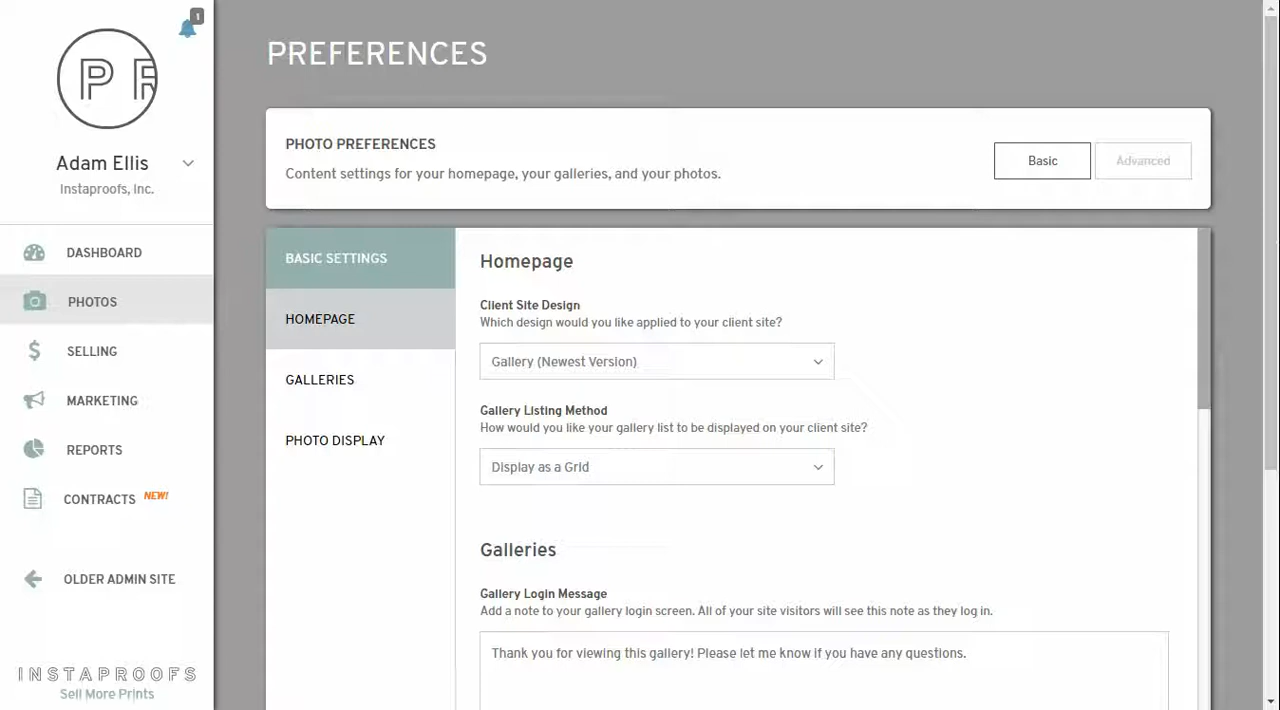 1
PREFERENCES
Adam Ellis
Instaproofs, Inc.
PHOTO PREFERENCES
Content settings for your homepage, your galleries, and your photos.
Basic
Advanced
DASHBOARD
PHOTOS
SELLING
MARKETING
REPORTS
CONTRACTS NEW!
OLDER ADMIN SITE
INSTAPROOFS
Sell More Prints
BASIC SETTINGS
HOMEPAGE
GALLERIES
PHOTO DISPLAY
Homepage
Client Site Design
Which design would you like applied to your client site?
Gallery (Newest Version)
Gallery Listing Method
How would you like your gallery list to be displayed on your client site?
Display as a Grid
Galleries
Gallery Login Message
Add a note to your gallery login screen. All of your site visitors will see this note as they log in.
Thank you for viewing this gallery! Please let me know if you have any questions.